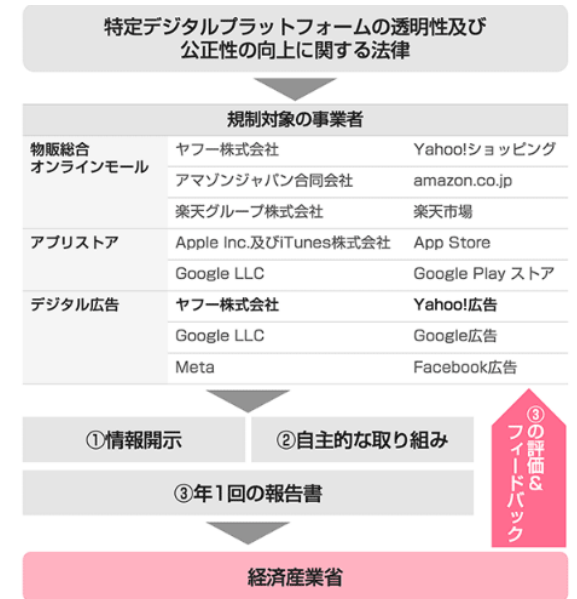 特定デジタルプラットフォームの透明性及び
公正性の向上に関する法律
規制対象の事業者
物販総合
オンラインモール
ヤフー株式会社 Yahoo!ショッピング
アマゾンジャパン合同会社 amazon.co.jp
楽天グループ株式会社 楽天市場
アプリストア Apple Inc.及びiTunes株式会社 App Store
Google LLC Google Play ストア
デジタル広告 ヤフー株式会社 Yahoo!広告
Google LLC Google広告
Meta Facebook広告
①情報開示 ②自主的な取り組み
③年1回の報告書
③の評価&
フィードバック
経済産業省